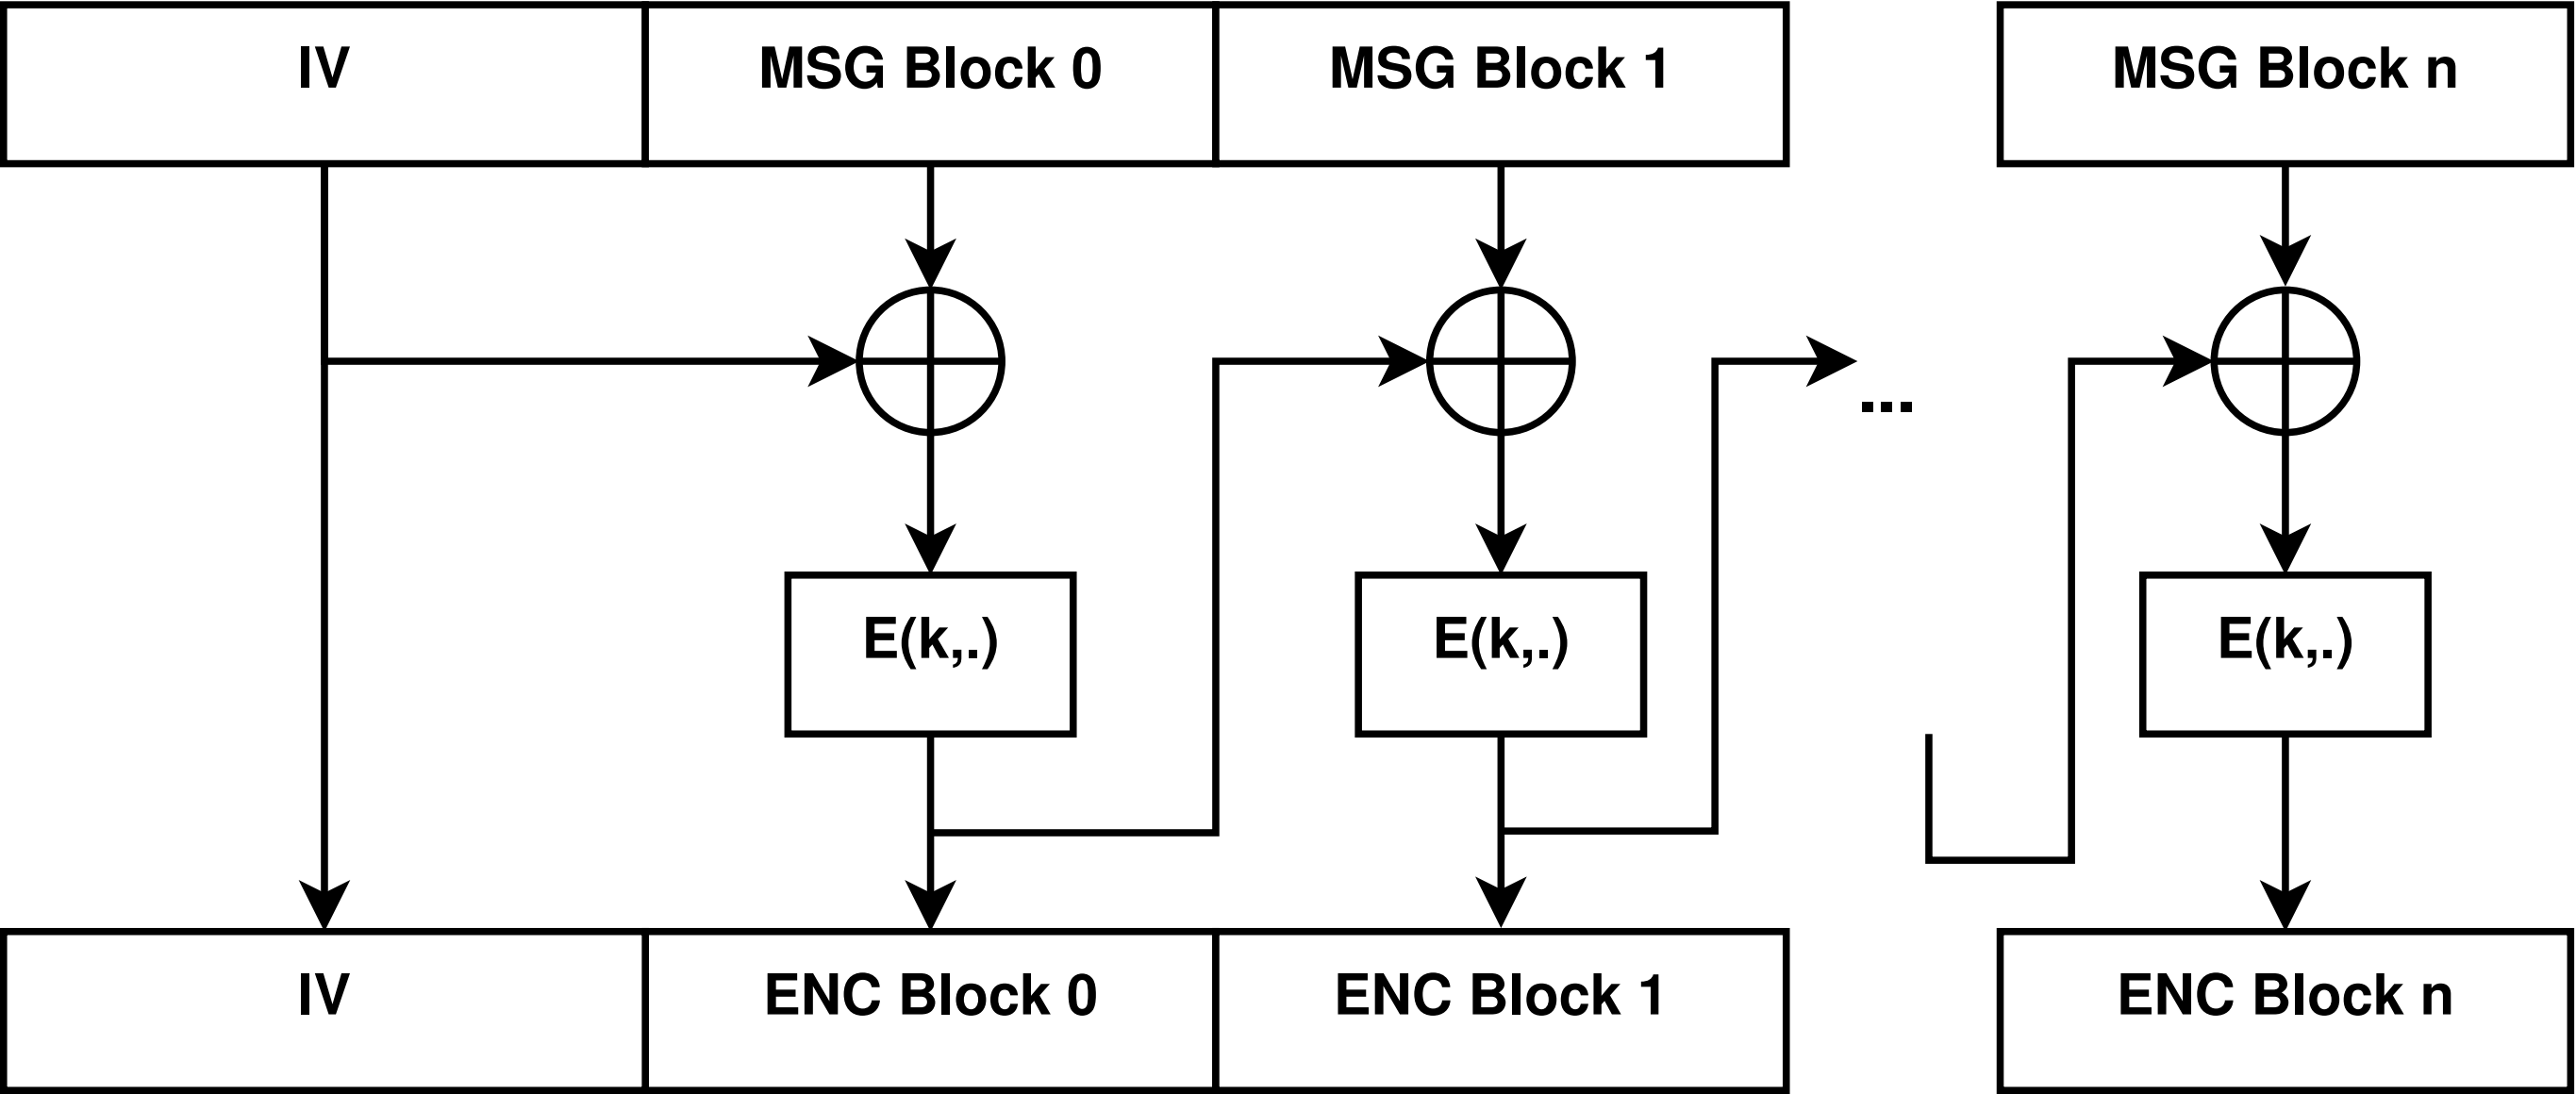 IV
MSG Block 0
MSG Block 1
MSG Block n
...
E(k,.)
E(k,.)
E(k,.)
IV
ENC Block 0
ENC Block 1
ENC Block n